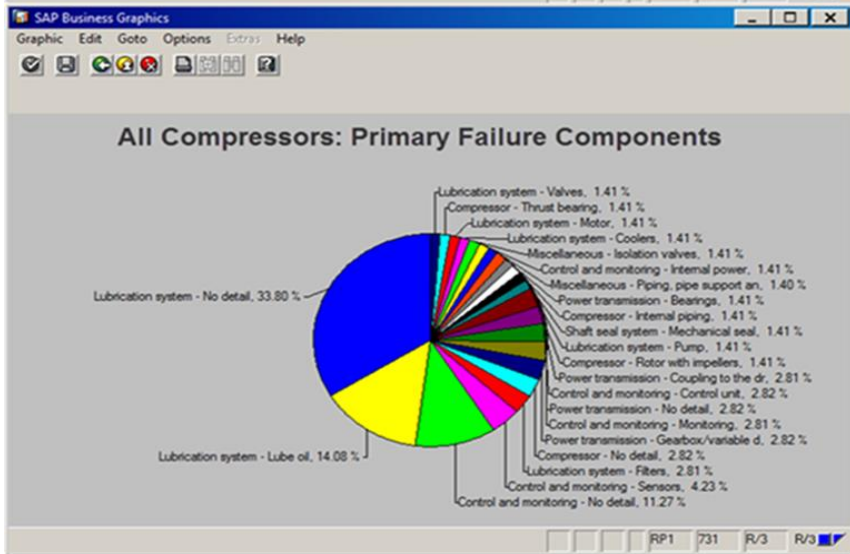 SAP Business Graphics
Graphic Edit Goto Options Extras Help
All Compressors: Primary Failure Components
Lubrication system - Valves, 1.41 %
Compressor - Thrust bearing, 1.41 %
Lubrication system - Motor, 1.41 %
Lubrication system - Coolers, 1.41 %
Miscellaneous - Isolation valves, 1.41 %
Control and monitoring - Internal power, 1.41 %
Miscellaneous - Piping, pipe support an, 1.40 %
Power transmission - Bearings, 1.41 %
Compressor - Internal piping, 1.41 %
Shaft seal system - Mechanical seal, 1.41 %
Lubrication system - Pump, 1.41 %
Compressor - Rotor with impellers, 1.41 %
Power transmission - Coupling to the dr, 2.81 %
Control and monitoring - Control unit, 2.82 %
Power transmission - No detail, 2.82 %
Control and monitoring - Monitoring, 2.81 %
Power transmission - Gearbox/variable d, 2.82 %
Compressor - No detail, 2.82 %
Lubrication system - Filters, 2.81 %
Control and monitoring - Sensors, 4.23 %
Control and monitoring - No detail, 11.27 %
Lubrication system - Lube oil, 14.08 %
Lubrication system - No detail, 33.80 %
RP1 731 R/3 R/3